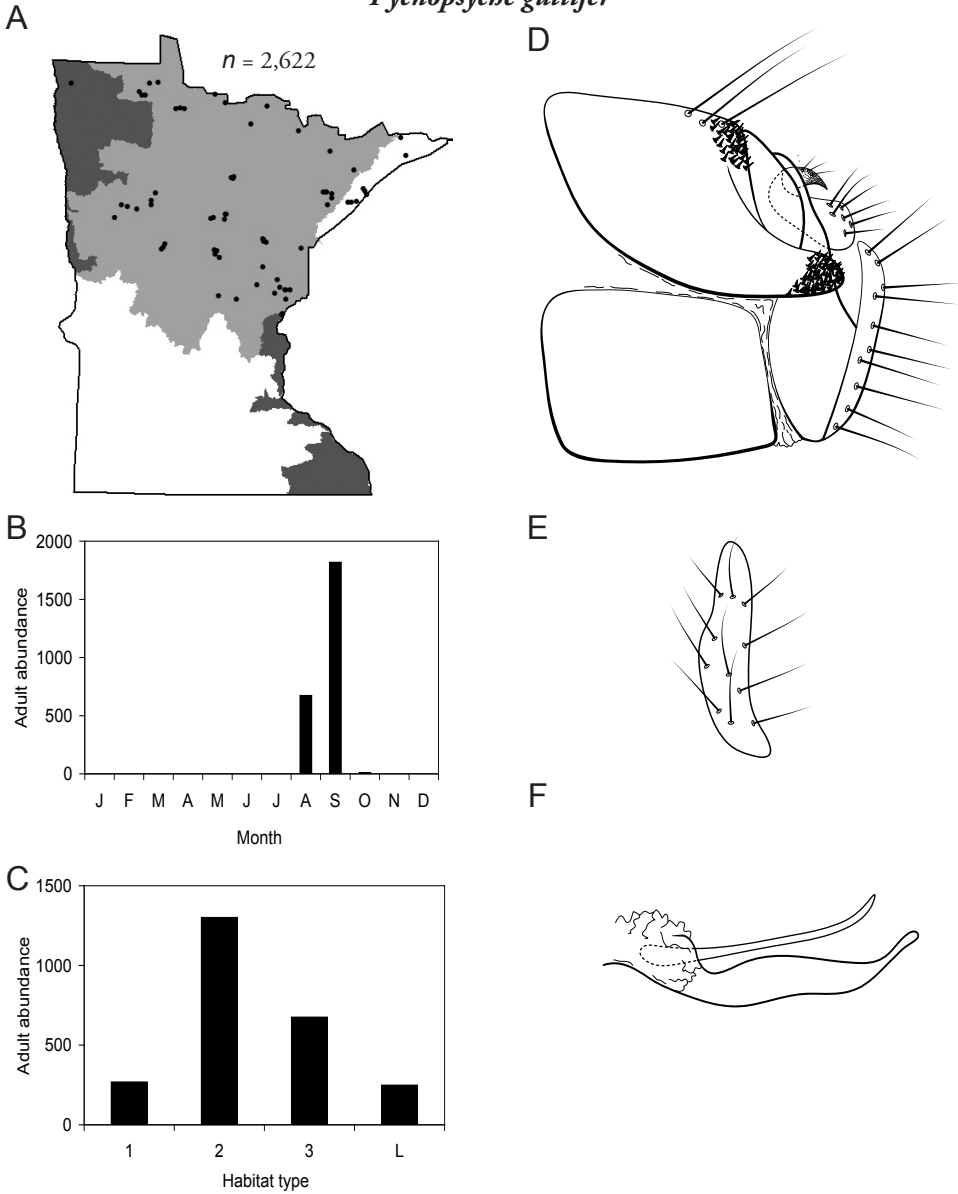 Pycnopsyche guttifer
A
n = 2,622
B
2000
1500
1000
500
0
Adult abundance
J F M A M J J A S O N D
Month
C
1500
1000
500
0
Adult abundance
1 2 3 L
Habitat type
D
E
F